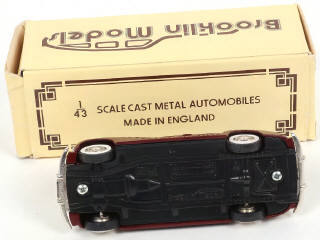 Brooklin Models
1
43
SCALE CAST METAL AUTOMOBILES
MADE IN ENGLAND